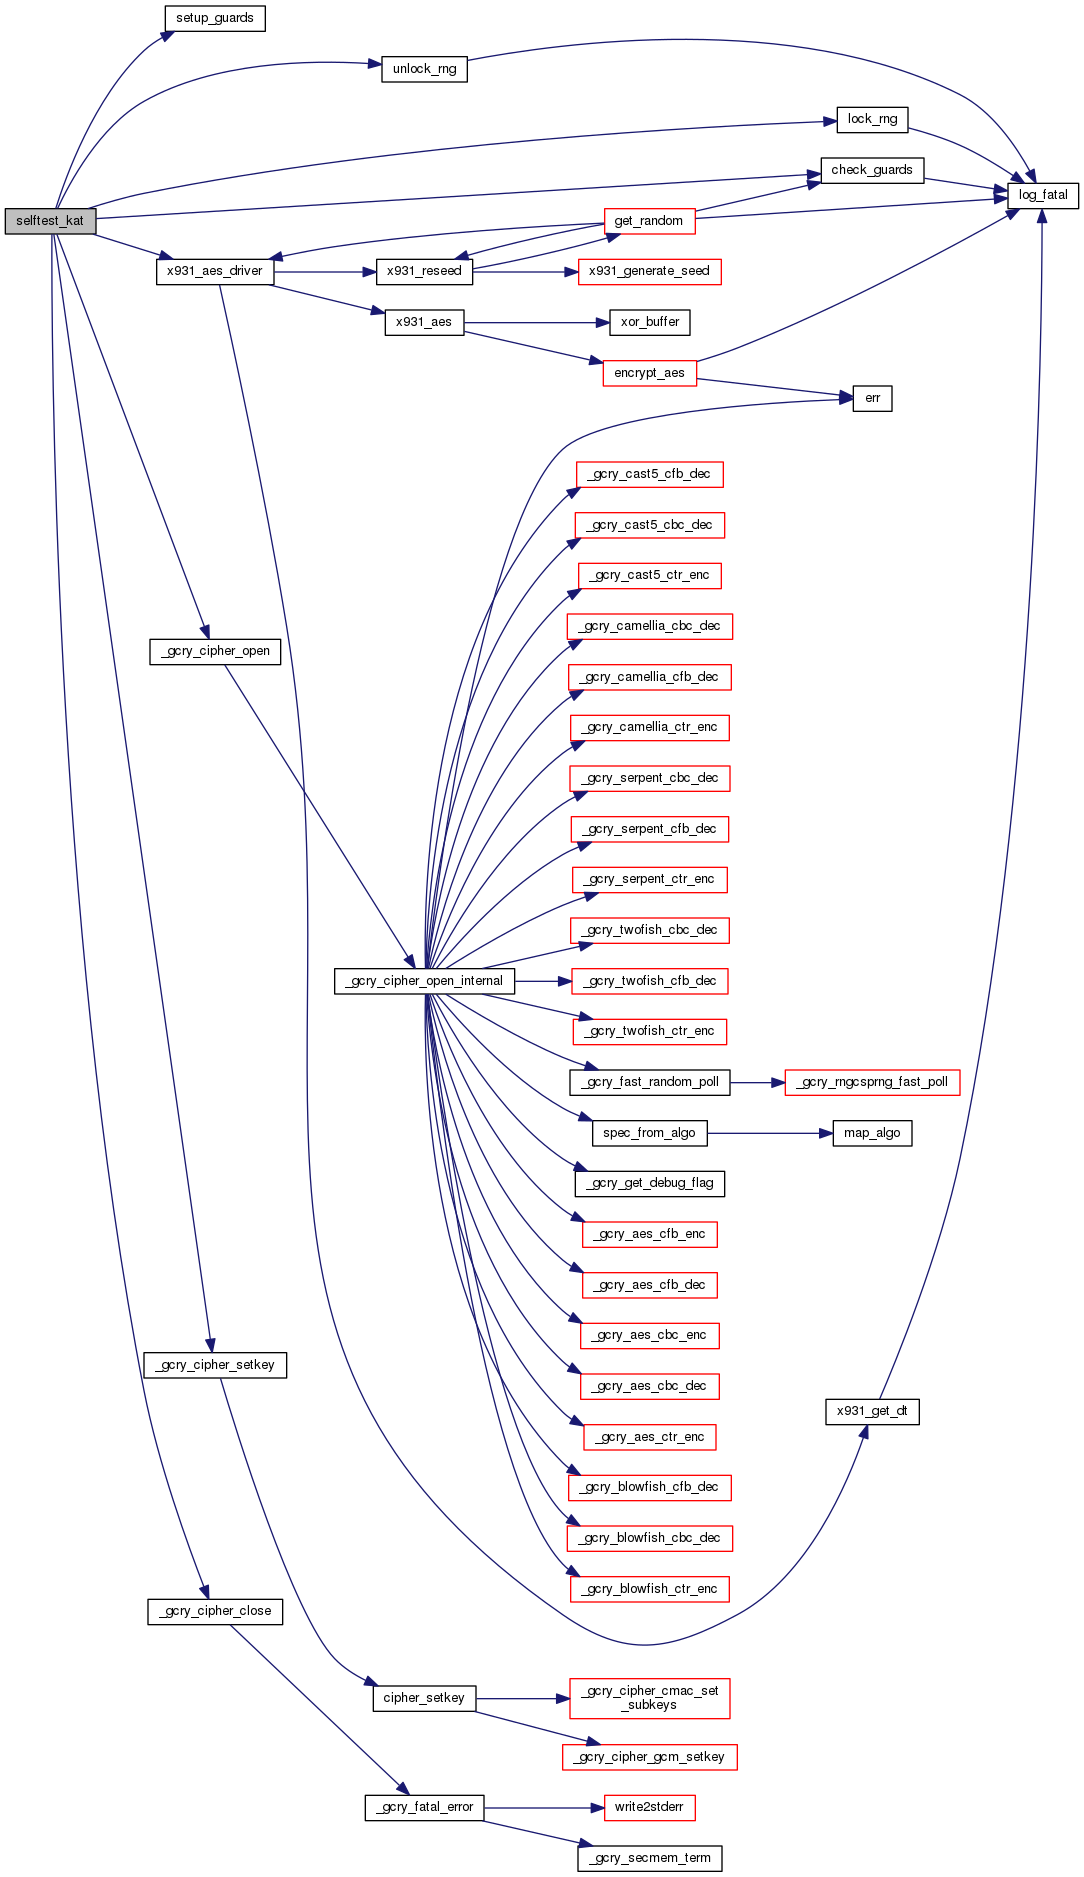 setup_guards
unlock_rng
lock_rng
check_guards
log_fatal
selftest_kat
get_random
x931_aes_driver
x931_reseed
x931_generate_seed
x931_aes
xor_buffer
encrypt_aes
err
_gcry_cast5_cfb_dec
_gcry_cast5_cbc_dec
_gcry_cast5_ctr_enc
_gcry_camellia_cbc_dec
_gcry_cipher_open
_gcry_camellia_cfb_dec
_gcry_camellia_ctr_enc
_gcry_serpent_cbc_dec
_gcry_serpent_cfb_dec
_gcry_serpent_ctr_enc
_gcry_twofish_cbc_dec
_gcry_cipher_open_internal
_gcry_twofish_cfb_dec
_gcry_twofish_ctr_enc
_gcry_fast_random_poll
_gcry_rngcsprng_fast_poll
spec_from_algo
map_algo
_gcry_get_debug_flag
_gcry_aes_cfb_enc
_gcry_aes_cfb_dec
_gcry_aes_cbc_enc
_gcry_cipher_setkey
_gcry_aes_cbc_dec
x931_get_dt
_gcry_aes_ctr_enc
_gcry_blowfish_cfb_dec
_gcry_blowfish_cbc_dec
_gcry_blowfish_ctr_enc
_gcry_cipher_close
cipher_setkey
_gcry_cipher_cmac_set
_subkeys
_gcry_cipher_gcm_setkey
_gcry_fatal_error
write2stderr
_gcry_secmem_term